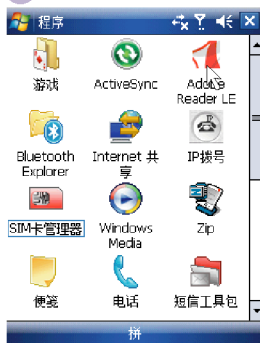 程序
游戏
ActiveSync
Adobe
Reader LE
Bluetooth
Explorer
Internet 共
享
IP拨号
SIM卡管理器
Windows
Media
Zip
便笺
电话
短信工具包
拼